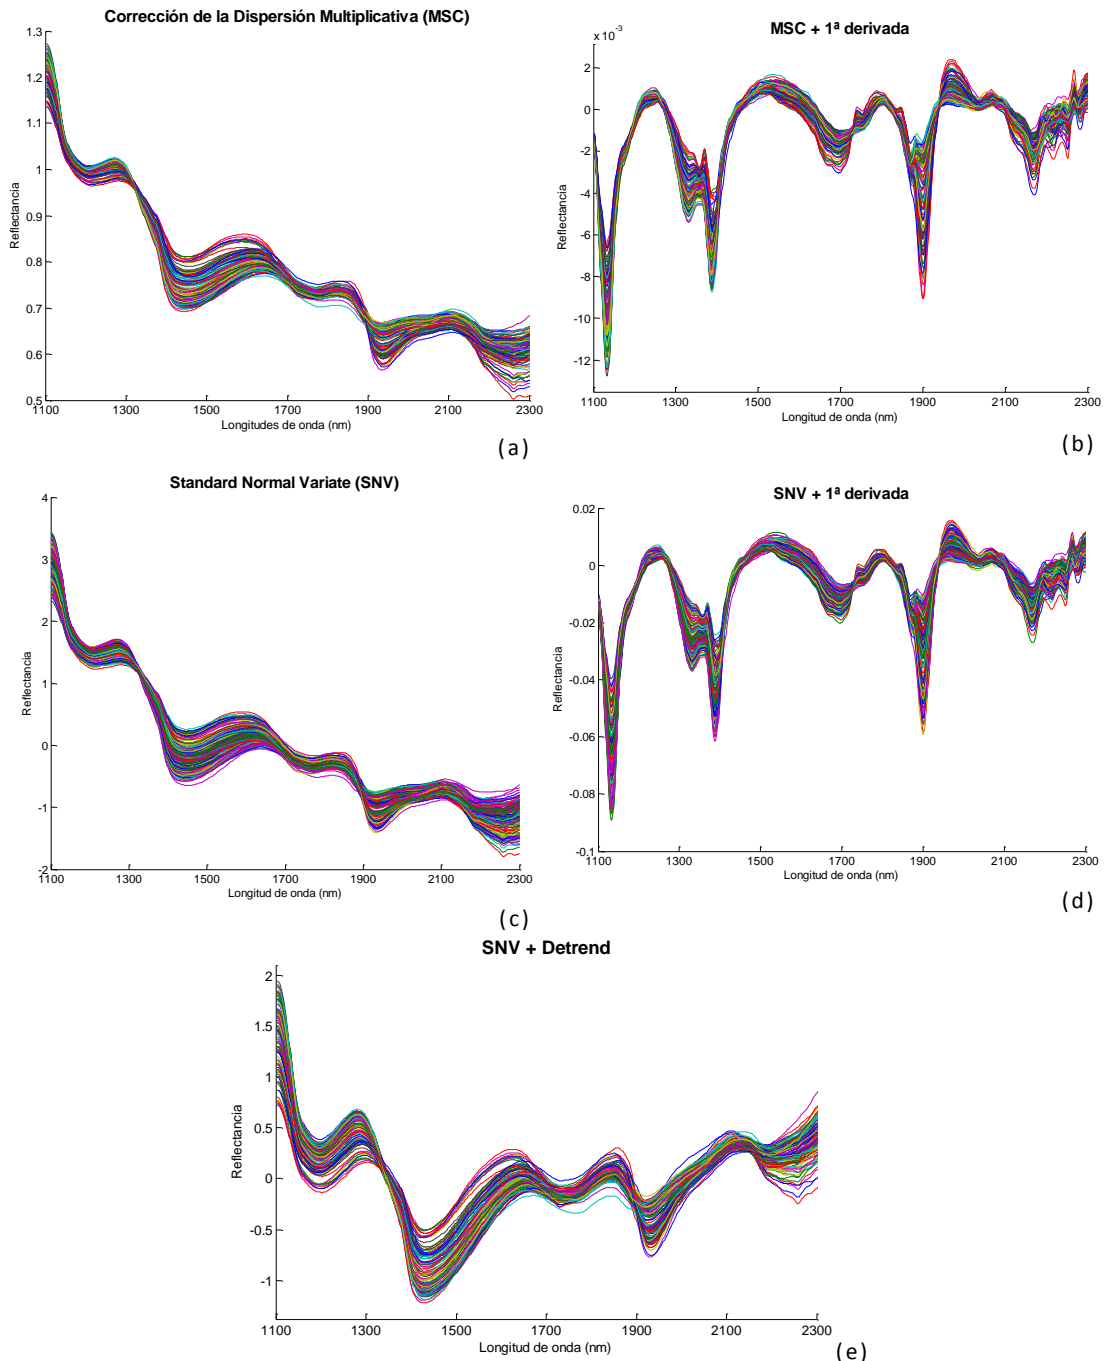 Corrección de la Dispersión Multiplicativa (MSC)
1.3
1.2
1.1
1
0.9
0.8
0.7
0.6
0.5
Reflectancia
1100 1300 1500 1700 1900 2100 2300
Longitudes de onda (nm)
(a)
MSC + 1ª derivada
x 10⁻³
2
0
-2
-4
-6
-8
-10
-12
Reflectancia
1100 1300 1500 1700 1900 2100 2300
Longitud de onda (nm)
(b)
Standard Normal Variate (SNV)
4
3
2
1
0
-1
-2
Reflectancia
1100 1300 1500 1700 1900 2100 2300
Longitud de onda (nm)
(c)
SNV + 1ª derivada
0.02
0
-0.02
-0.04
-0.06
-0.08
-0.1
Reflectancia
1100 1300 1500 1700 1900 2100 2300
Longitud de onda (nm)
(d)
SNV + Detrend
2
1.5
1
0.5
0
-0.5
-1
Reflectancia
1100 1300 1500 1700 1900 2100 2300
Longitud de onda (nm)
(e)